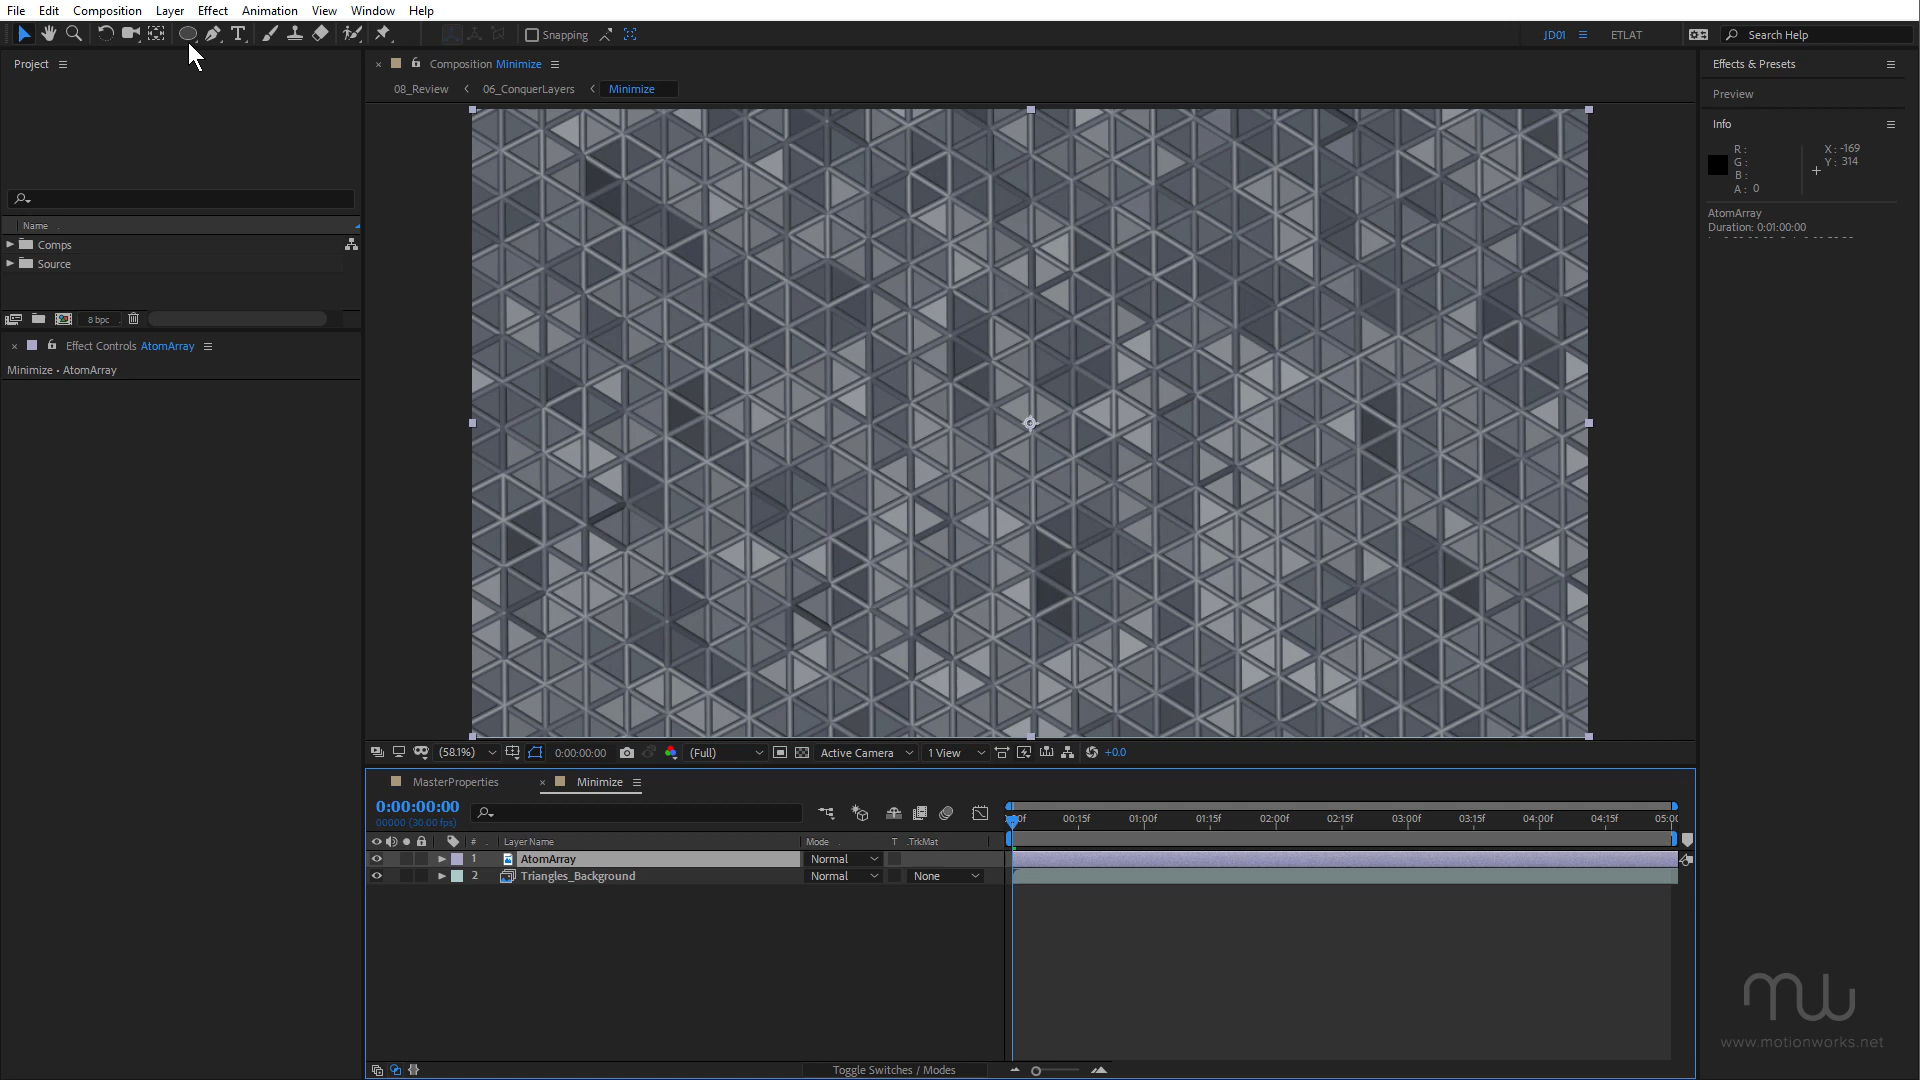 File Edit Composition Layer Effect Animation View Window Help
Snapping
JD01
ETLAT
Search Help
Project
Composition Minimize
Effects & Presets
08_Review
06_ConquerLayers
Minimize
Preview
Info
R :
G :
B :
A : 0
X : -169
Y : 314
AtomArray
Duration: 0:01:00:00
Name
Comps
Source
8 bpc
Effect Controls AtomArray
Minimize • AtomArray
(58.1%)
0:00:00:00
(Full)
Active Camera
1 View
+0.0
MasterProperties
Minimize
0:00:00:00
00000 (30.00 fps)
00:15f 01:00f 01:15f 02:00f 02:15f 03:00f 03:15f 04:00f 04:15f
# Layer Name Mode T .TrkMat
1 AtomArray Normal
2 Triangles_Background Normal None
Toggle Switches / Modes
mw
www.motionworks.net